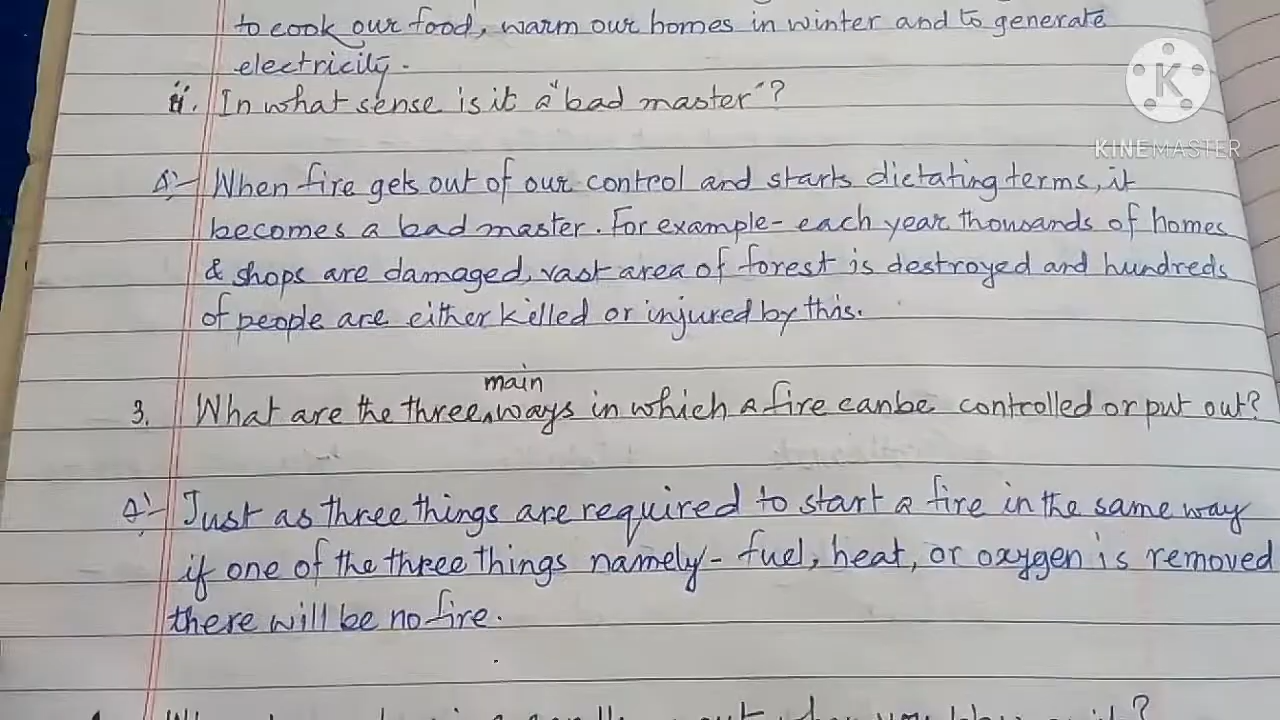 to cook our food, warm our homes in winter and to generate
electricity.
K
KINEMASTER
ii. In what sense is it a "bad master"?
A:- When fire gets out of our control and starts dictating terms, it
becomes a bad master. For example - each year thousands of homes
& shops are damaged, vast area of forest is destroyed and hundreds
of people are either killed or injured by this.
main
3. What are the three ways in which a fire can be controlled or put out?
A:- Just as three things are required to start a fire in the same way
if one of the three things namely - fuel, heat, or oxygen is removed
there will be no fire.